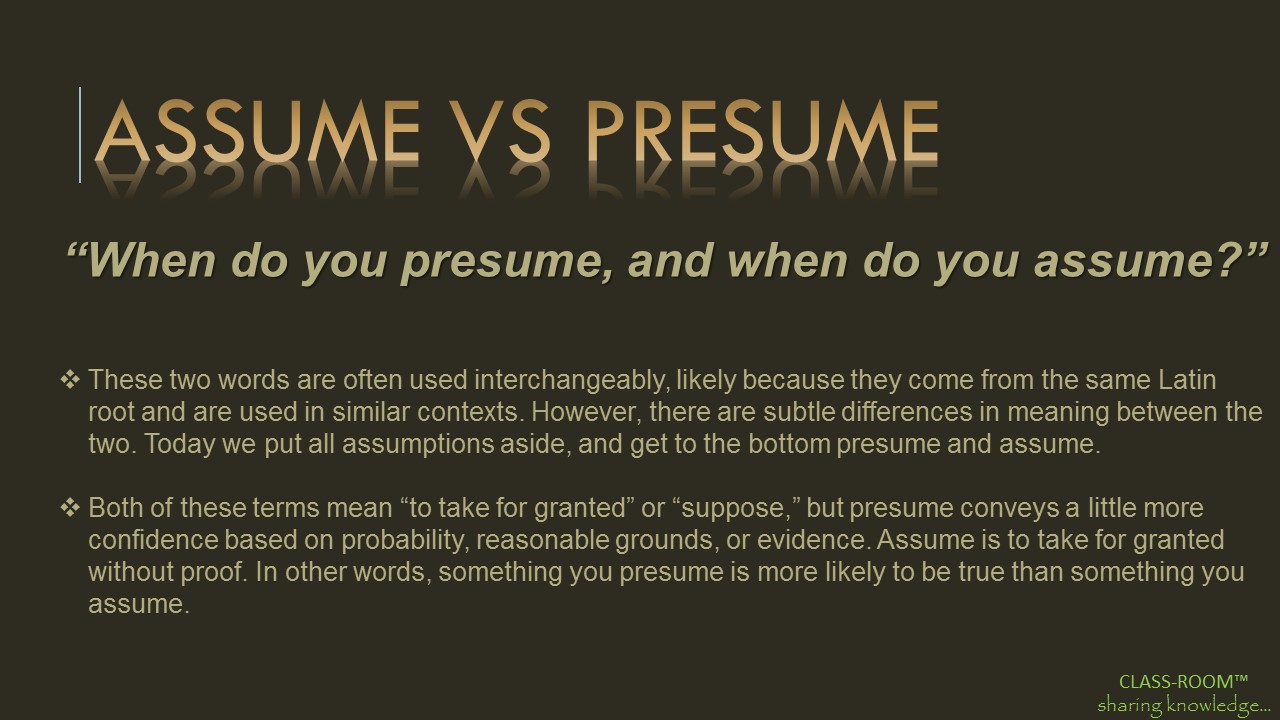 ASSUME VS PRESUME
“When do you presume, and when do you assume?”
❖ These two words are often used interchangeably, likely because they come from the same Latin
root and are used in similar contexts. However, there are subtle differences in meaning between the
two. Today we put all assumptions aside, and get to the bottom presume and assume.
❖ Both of these terms mean “to take for granted” or “suppose,” but presume conveys a little more
confidence based on probability, reasonable grounds, or evidence. Assume is to take for granted
without proof. In other words, something you presume is more likely to be true than something you
assume.
CLASS-ROOM™
sharing knowledge...